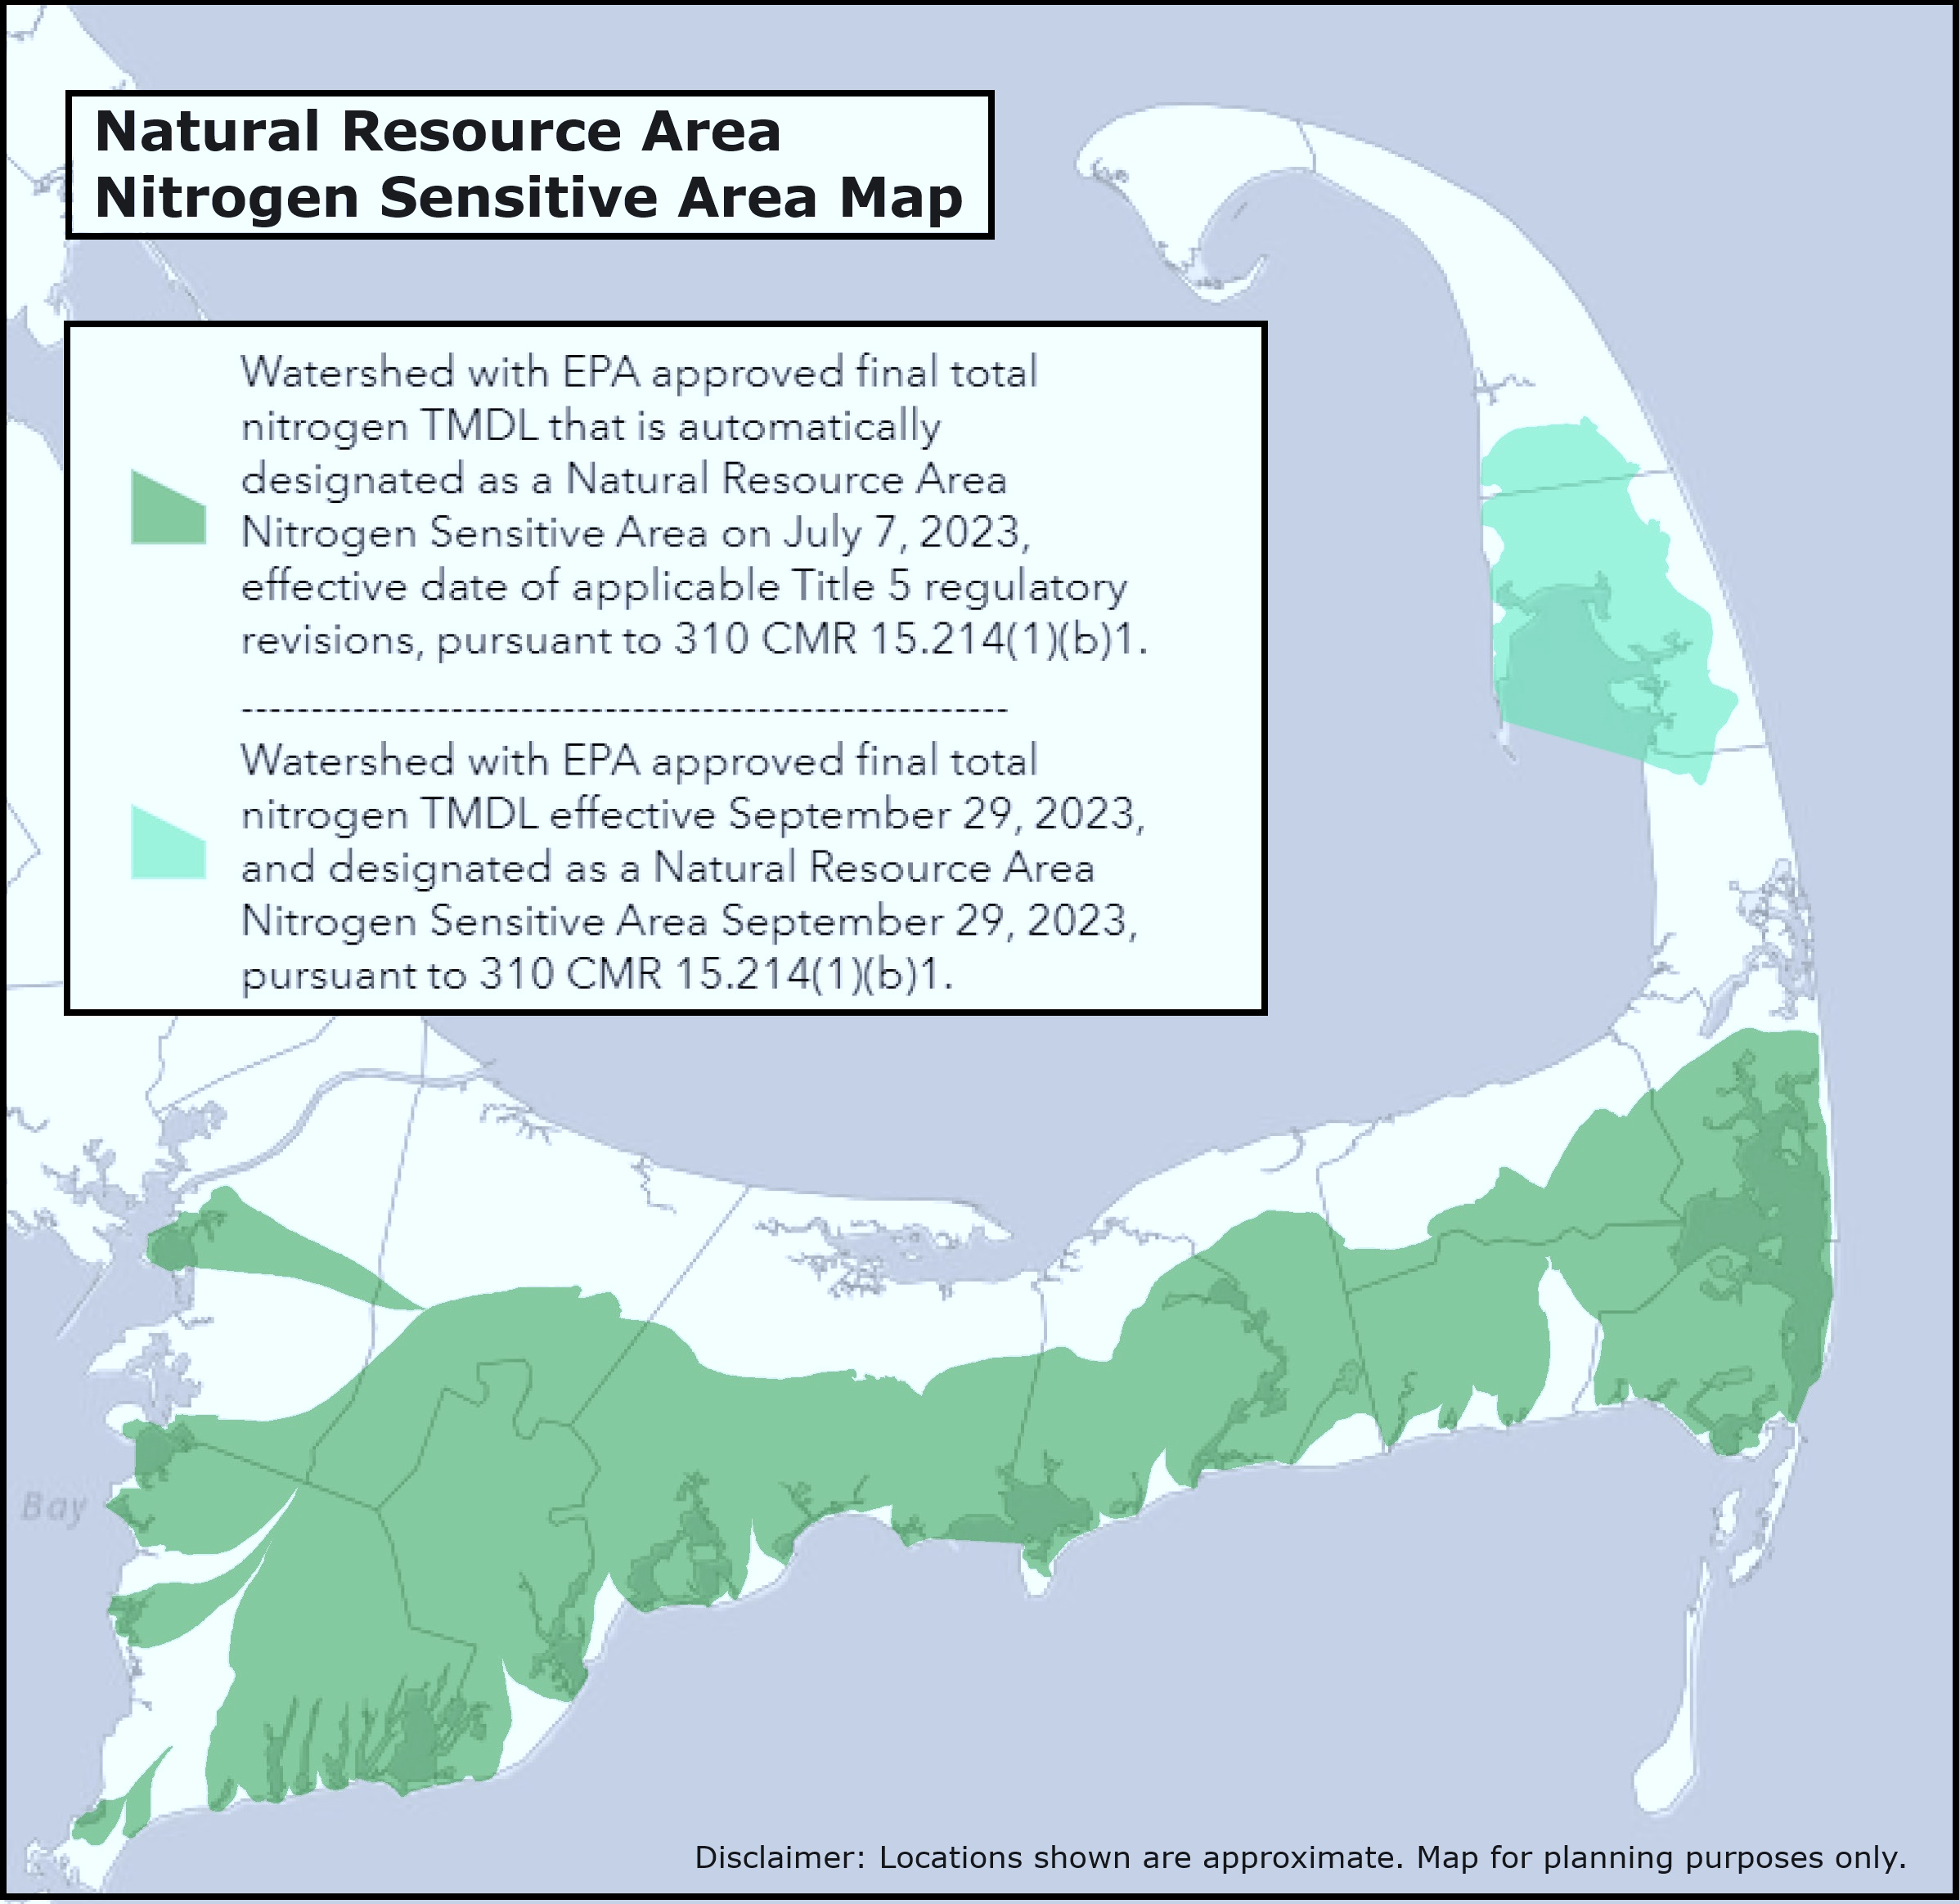 Natural Resource Area
Nitrogen Sensitive Area Map
Watershed with EPA approved final total
nitrogen TMDL that is automatically
designated as a Natural Resource Area
Nitrogen Sensitive Area on July 7, 2023,
effective date of applicable Title 5 regulatory
revisions, pursuant to 310 CMR 15.214(1)(b)1.
-------------------------------------------------------
Watershed with EPA approved final total
nitrogen TMDL effective September 29, 2023,
and designated as a Natural Resource Area
Nitrogen Sensitive Area September 29, 2023,
pursuant to 310 CMR 15.214(1)(b)1.
Bay
Disclaimer: Locations shown are approximate. Map for planning purposes only.